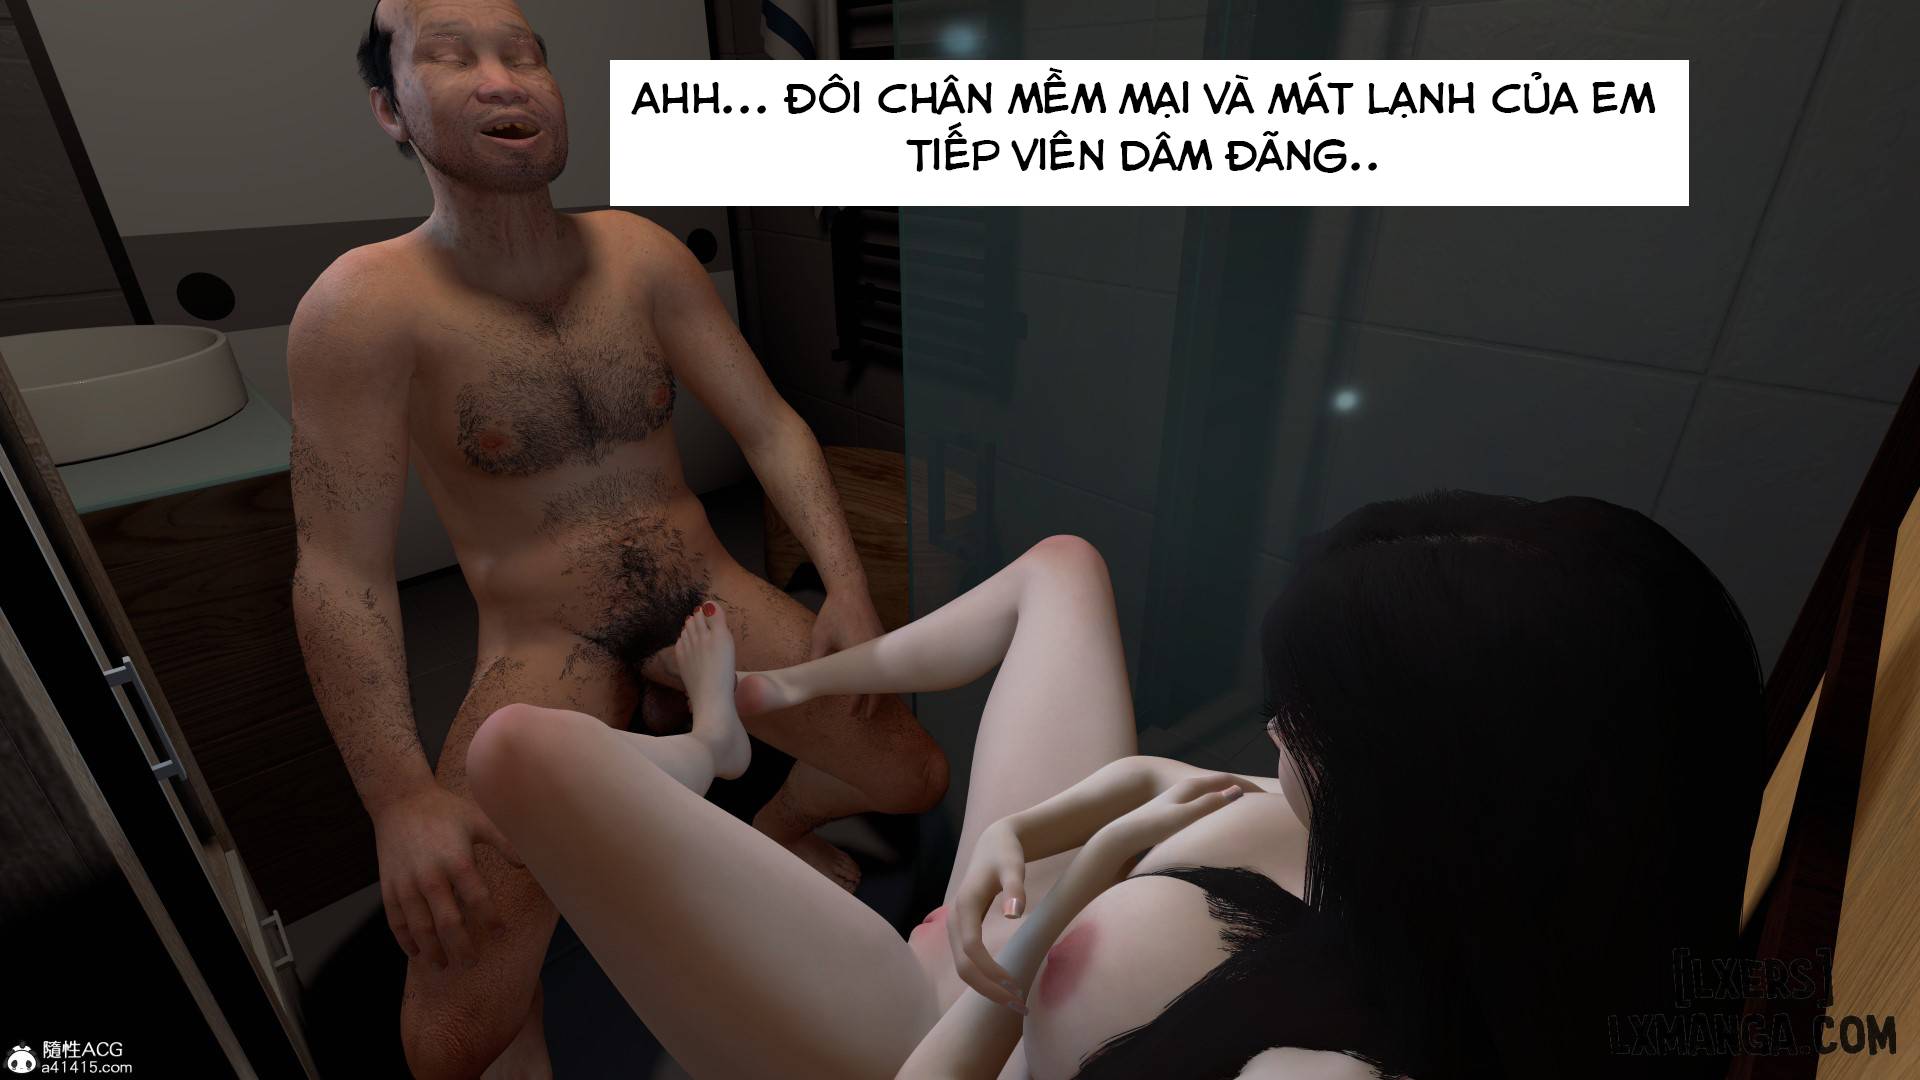 AHH... ĐÔI CHÂN MỀM MẠI VÀ MÁT LẠNH CỦA EM
TIẾP VIÊN DÂM ĐÃNG..
[LXERS]
LXMANGA.COM
隨性ACG
a41415.com